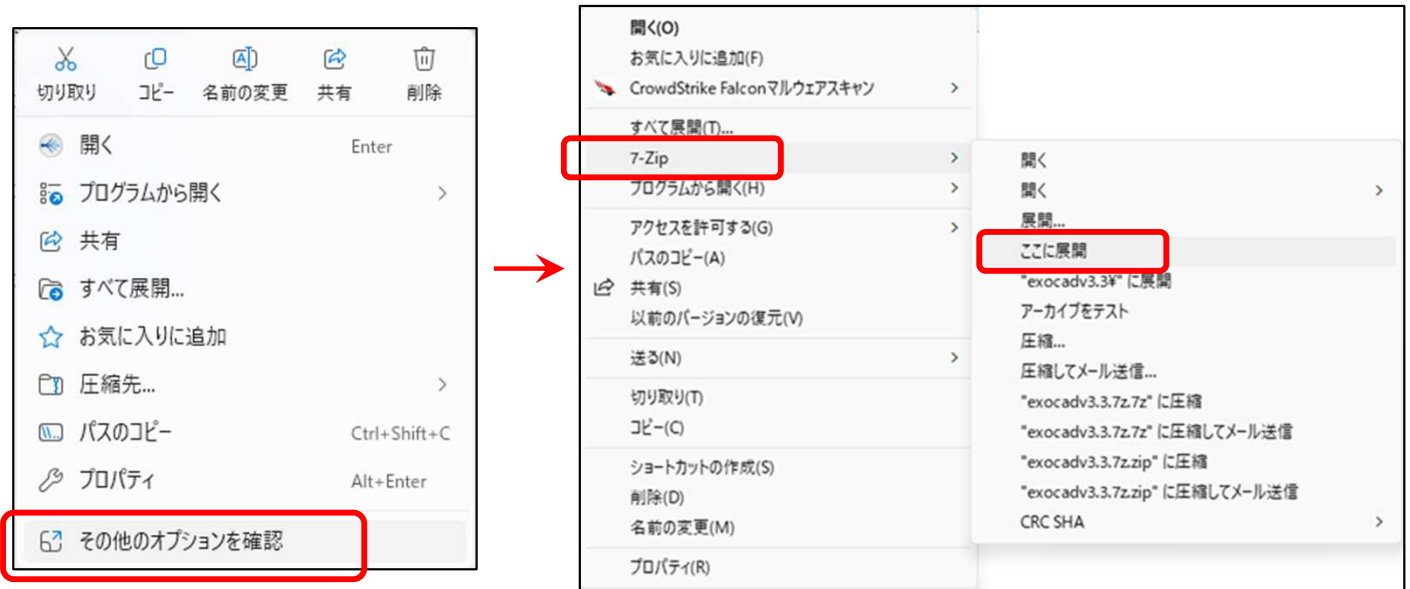 切り取り コピー 名前の変更 共有 削除
開く Enter
プログラムから開く
共有
すべて展開...
お気に入りに追加
圧縮先...
パスのコピー Ctrl+Shift+C
プロパティ Alt+Enter
その他のオプションを確認
開く(O)
お気に入りに追加(F)
CrowdStrike Falconマルウェアスキャン
すべて展開(T)...
7-Zip
プログラムから開く(H)
アクセスを許可する(G)
パスのコピー(A)
共有(S)
以前のバージョンの復元(V)
送る(N)
切り取り(T)
コピー(C)
ショートカットの作成(S)
削除(D)
名前の変更(M)
プロパティ(R)
開く
開く
展開...
ここに展開
"exocadv3.3¥" に展開
アーカイブをテスト
圧縮...
圧縮してメール送信...
"exocadv3.3.7z.7z" に圧縮
"exocadv3.3.7z.7z" に圧縮してメール送信
"exocadv3.3.7z.zip" に圧縮
"exocadv3.3.7z.zip" に圧縮してメール送信
CRC SHA